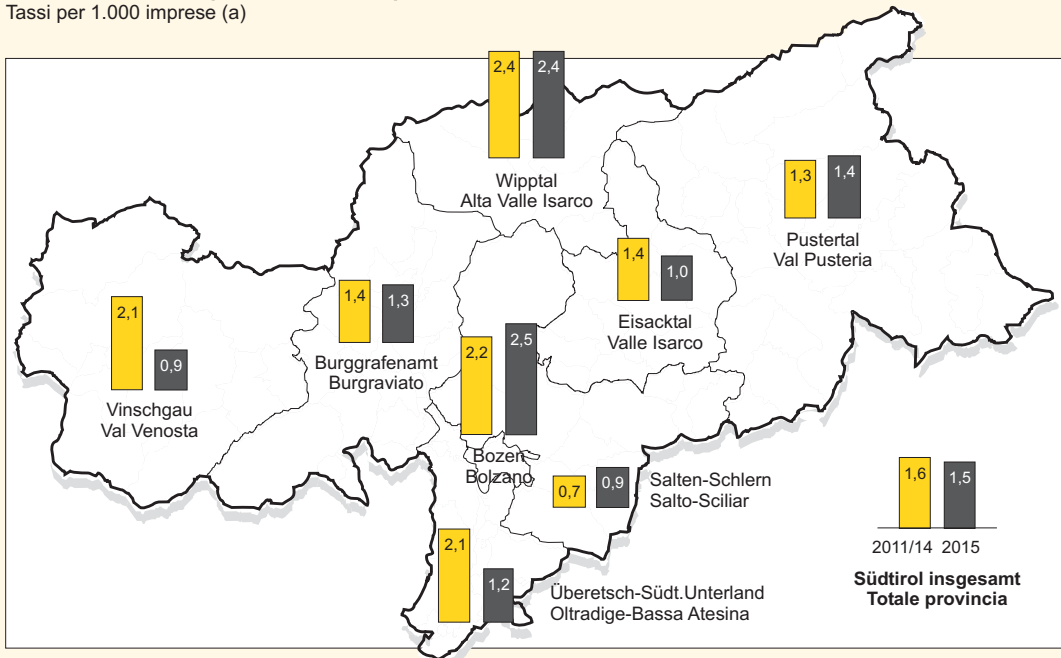 Tassi per 1.000 imprese (a)
2,4
2,4
Wipptal
Alta Valle Isarco
1,3
1,4
Pustertal
Val Pusteria
1,4
1,0
Eisacktal
Valle Isarco
1,4
1,3
Burggrafenamt
Burgraviato
2,1
0,9
Vinschgau
Val Venosta
2,2
2,5
Bozen
Bolzano
0,7
0,9
Salten-Schlern
Salto-Sciliar
2,1
1,2
Überetsch-Südt.Unterland
Oltradige-Bassa Atesina
1,6
1,5
2011/14 2015
Südtirol insgesamt
Totale provincia